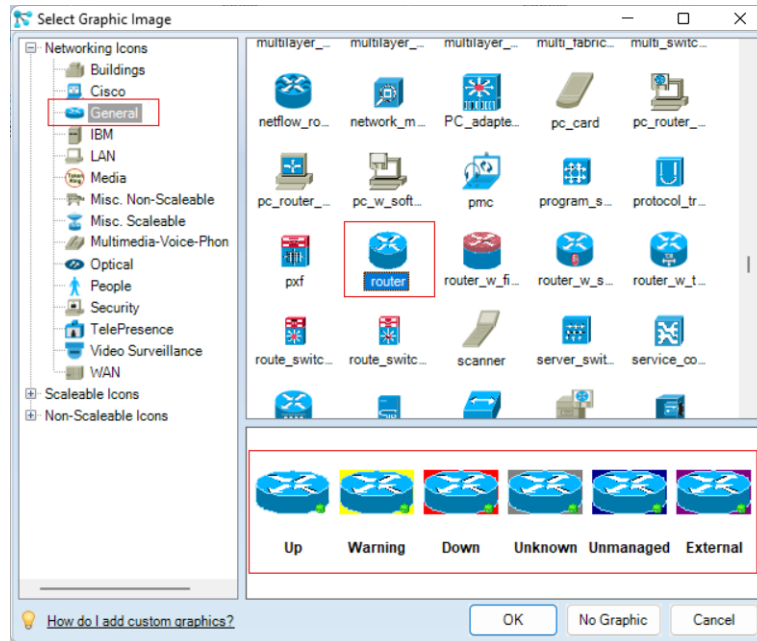 Select Graphic Image
Networking Icons
Buildings
Cisco
General
IBM
LAN
Media
Misc. Non-Scaleable
Misc. Scaleable
Multimedia-Voice-Phon
Optical
People
Security
TelePresence
Video Surveillance
WAN
Scaleable Icons
Non-Scaleable Icons
multilayer_... multilayer_... multilayer_... multi_fabric... multi_switc...
netflow_ro... network_m... PC_adapte... pc_card pc_router_...
pc_router_... pc_w_soft... pmc program_s... protocol_tr...
pxf router router_w_fi... router_w_s... router_w_t...
route_switc... route_switc... scanner server_swit... service_co...
Up Warning Down Unknown Unmanaged External
How do I add custom graphics?
OK No Graphic Cancel